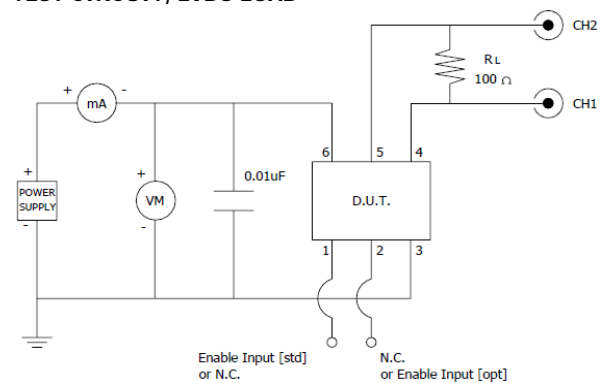 TEST CIRCUIT, LVDS LOAD
CH2
RL
100 Ω
CH1
+ mA -
6 5 4
+
POWER
SUPPLY
-
+
VM
-
0.01uF
D.U.T.
1 2 3
Enable Input [std]
or N.C.
N.C.
or Enable Input [opt]